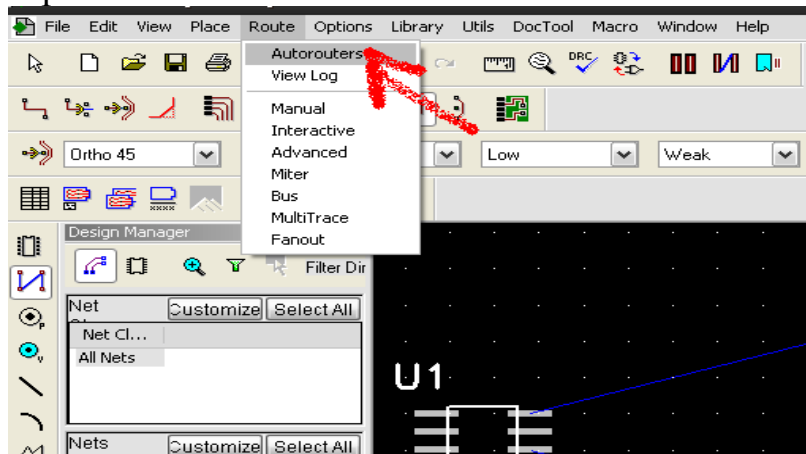 File Edit View Place Route Options Library Utils DocTool Macro Window Help
Autorouters
View Log
DRC
Manual
Interactive
Ortho 45
Low
Weak
Advanced
Miter
Bus
MultiTrace
Fanout
Design Manager
Filter Dir
Net
Customize
Select All
Net Cl...
All Nets
U1
Nets
Customize
Select All